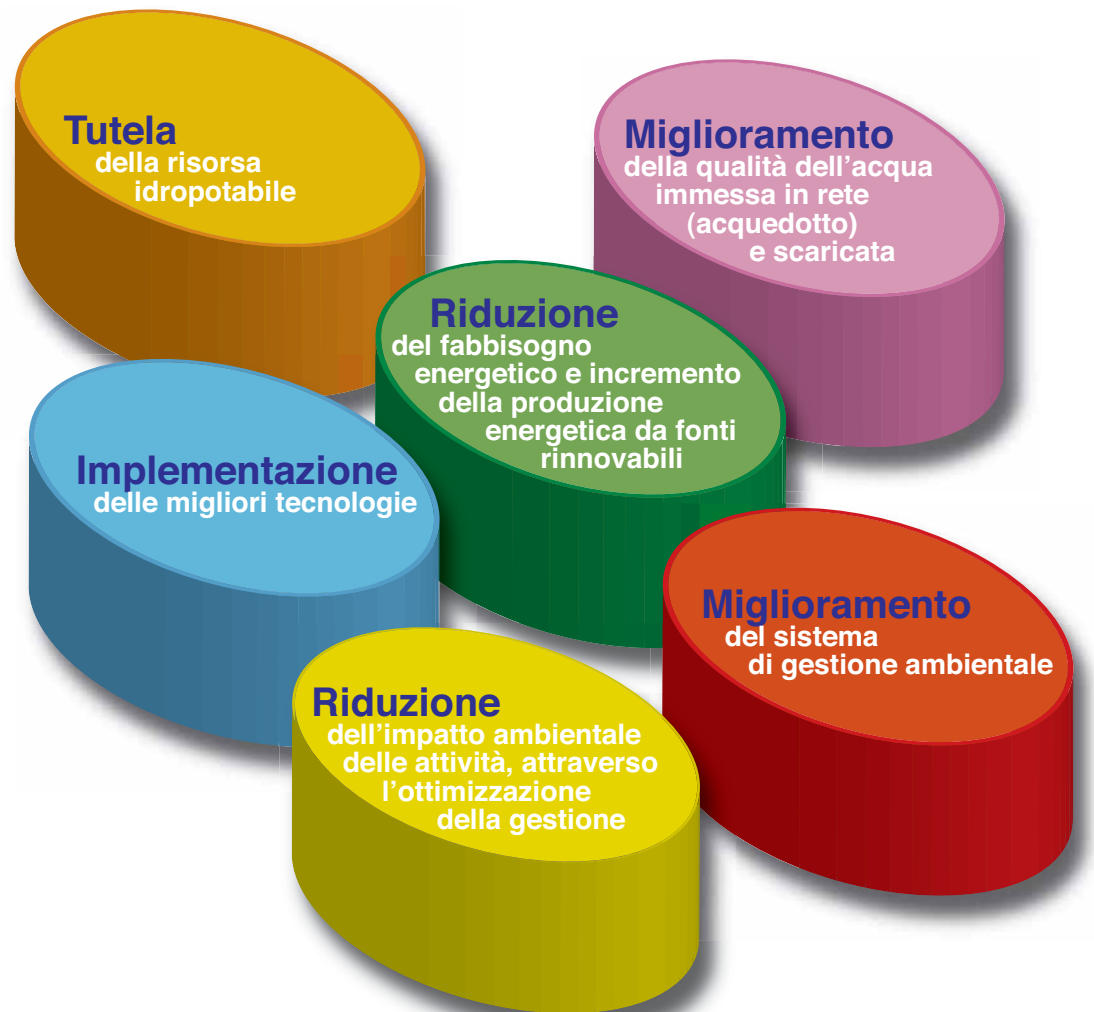 Tutela
della risorsa
idropotabile
Miglioramento
della qualità dell'acqua
immessa in rete
(acquedotto)
e scaricata
Riduzione
del fabbisogno
energetico e incremento
della produzione
energetica da fonti
rinnovabili
Implementazione
delle migliori tecnologie
Miglioramento
del sistema
di gestione ambientale
Riduzione
dell'impatto ambientale
delle attività, attraverso
l'ottimizzazione
della gestione